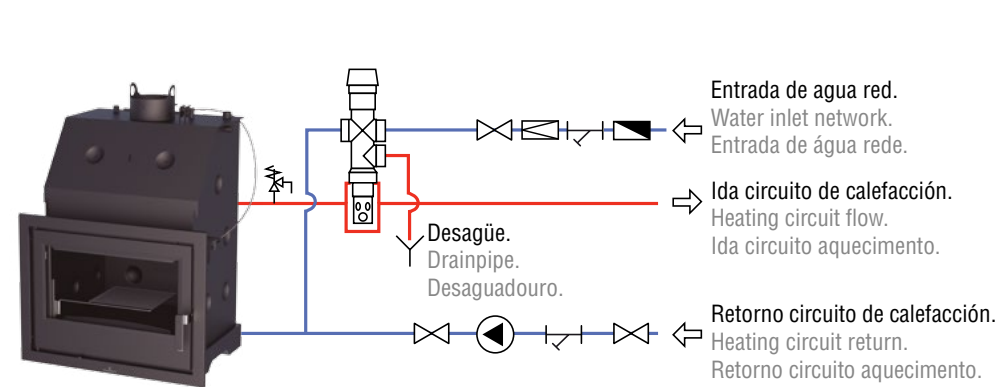 Entrada de agua red.
Water inlet network.
Entrada de água rede.
Ida circuito de calefacción.
Heating circuit flow.
Ida circuito aquecimento.
Desagüe.
Drainpipe.
Desaguadouro.
Retorno circuito de calefacción.
Heating circuit return.
Retorno circuito aquecimento.